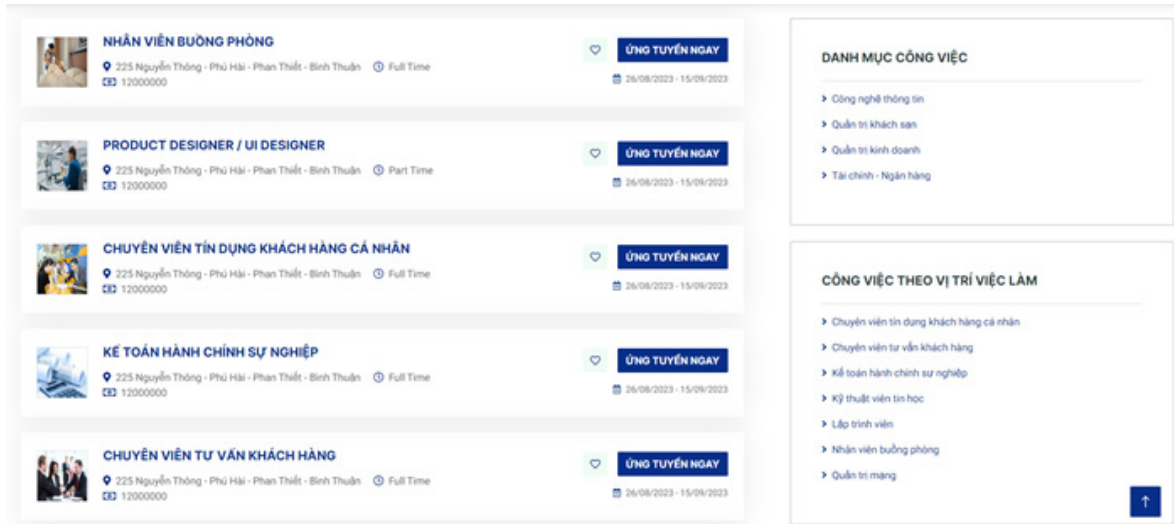 NHÂN VIÊN BUỒNG PHÒNG
ỨNG TUYỂN NGAY
225 Nguyễn Thông - Phú Hài - Phan Thiết - Bình Thuận Full Time
12000000
26/08/2023 - 15/09/2023
PRODUCT DESIGNER / UI DESIGNER
ỨNG TUYỂN NGAY
225 Nguyễn Thông - Phú Hài - Phan Thiết - Bình Thuận Part Time
12000000
26/08/2023 - 15/09/2023
CHUYÊN VIÊN TÍN DỤNG KHÁCH HÀNG CÁ NHÂN
ỨNG TUYỂN NGAY
225 Nguyễn Thông - Phú Hài - Phan Thiết - Bình Thuận Full Time
12000000
26/08/2023 - 15/09/2023
KẾ TOÁN HÀNH CHÍNH SỰ NGHIỆP
ỨNG TUYỂN NGAY
225 Nguyễn Thông - Phú Hài - Phan Thiết - Bình Thuận Full Time
12000000
26/08/2023 - 15/09/2023
CHUYÊN VIÊN TƯ VẤN KHÁCH HÀNG
ỨNG TUYỂN NGAY
225 Nguyễn Thông - Phú Hài - Phan Thiết - Bình Thuận Full Time
12000000
26/08/2023 - 15/09/2023
DANH MỤC CÔNG VIỆC
Công nghệ thông tin
Quản trị khách sạn
Quản trị kinh doanh
Tài chính - Ngân hàng
CÔNG VIỆC THEO VỊ TRÍ VIỆC LÀM
Chuyên viên tín dụng khách hàng cá nhân
Chuyên viên tư vấn khách hàng
Kế toán hành chính sự nghiệp
Kỹ thuật viên tin học
Lập trình viên
Nhân viên buồng phòng
Quản trị mạng